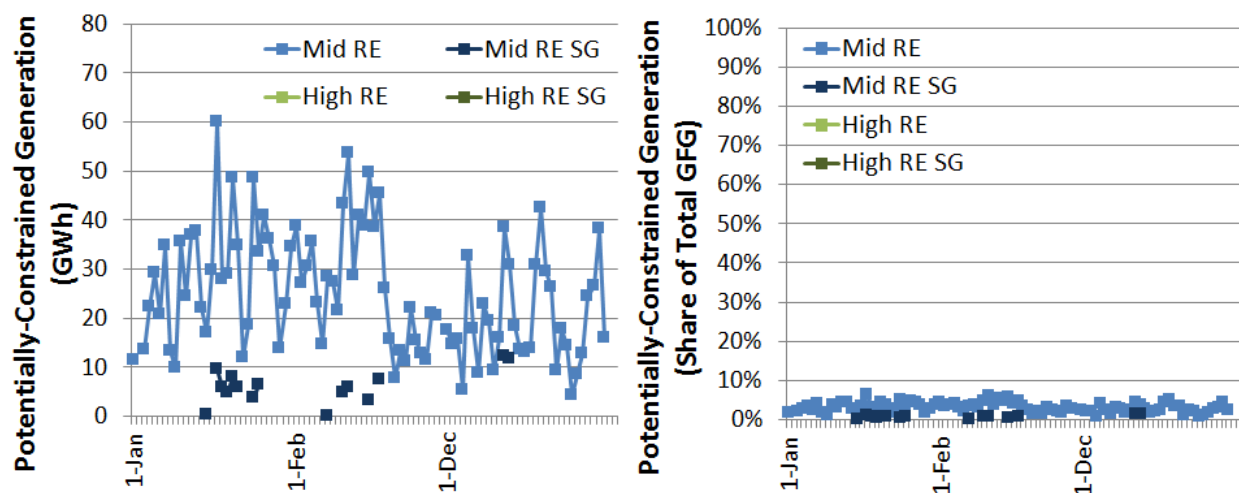 Potentially-Constrained Generation
(GWh)
80
70
60
50
40
30
20
10
0
Mid RE
Mid RE SG
High RE
High RE SG
1-Jan
1-Feb
1-Dec
Potentially-Constrained Generation
(Share of Total GFG)
100%
90%
80%
70%
60%
50%
40%
30%
20%
10%
0%
Mid RE
Mid RE SG
High RE
High RE SG
1-Jan
1-Feb
1-Dec